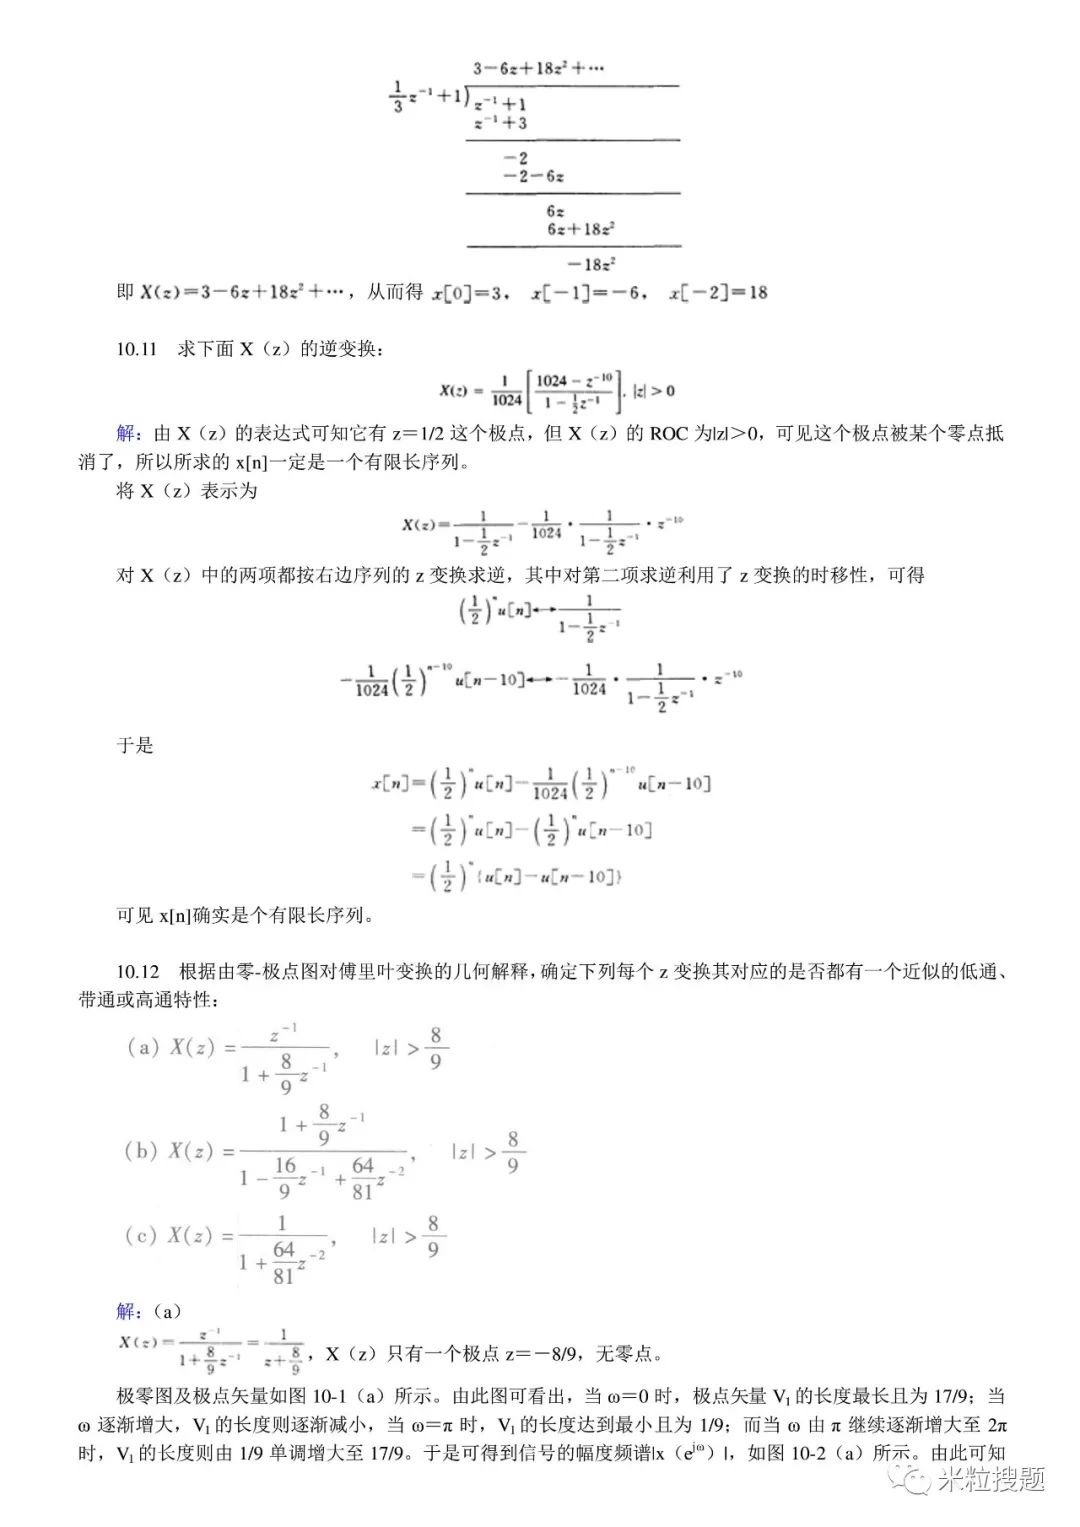 3－6z＋18z²＋⋯
1/3 z⁻¹＋1) z⁻¹＋1
z⁻¹＋3
－2
－2－6z
6z
6z＋18z²
－18z²
即 X(z)＝3－6z＋18z²＋⋯，从而得 x[0]＝3， x[－1]＝－6， x[－2]＝18
10.11 求下面 X（z）的逆变换：
X(z) = 1/1024 [ (1024 − z⁻¹⁰) / (1 − 1/2 z⁻¹) ], |z| > 0
解：由 X（z）的表达式可知它有 z＝1/2 这个极点，但 X（z）的 ROC 为|z|＞0，可见这个极点被某个零点抵
消了，所以所求的 x[n]一定是一个有限长序列。
将 X（z）表示为
X(z)＝ 1/(1－1/2 z⁻¹) － 1/1024 · 1/(1－1/2 z⁻¹) · z⁻¹⁰
对 X（z）中的两项都按右边序列的 z 变换求逆，其中对第二项求逆利用了 z 变换的时移性，可得
(1/2)ⁿ u[n]↔ 1/(1－1/2 z⁻¹)
－1/1024 (1/2)ⁿ⁻¹⁰ u[n－10]↔－1/1024 · 1/(1－1/2 z⁻¹) · z⁻¹⁰
于是
x[n]＝(1/2)ⁿ u[n]－1/1024 (1/2)ⁿ⁻¹⁰ u[n－10]
＝(1/2)ⁿ u[n]－(1/2)ⁿ u[n－10]
＝(1/2)ⁿ {u[n]－u[n－10]}
可见 x[n]确实是个有限长序列。
10.12 根据由零-极点图对傅里叶变换的几何解释，确定下列每个 z 变换其对应的是否都有一个近似的低通、
带通或高通特性：
(a) X(z) = z⁻¹ / (1 + 8/9 z⁻¹), |z| > 8/9
(b) X(z) = (1 + 8/9 z⁻¹) / (1 − 16/9 z⁻¹ + 64/81 z⁻²), |z| > 8/9
(c) X(z) = 1 / (1 + 64/81 z⁻²), |z| > 8/9
解：（a）
X(z)＝ z⁻¹/(1＋8/9 z⁻¹) ＝ 1/(z＋8/9)，X（z）只有一个极点 z＝－8/9，无零点。
极零图及极点矢量如图 10-1（a）所示。由此图可看出，当 ω＝0 时，极点矢量 V₁ 的长度最长且为 17/9；当
ω 逐渐增大，V₁ 的长度则逐渐减小，当 ω＝π 时，V₁ 的长度达到最小且为 1/9；而当 ω 由 π 继续逐渐增大至 2π
时，V₁ 的长度则由 1/9 单调增大至 17/9。于是可得到信号的幅度频谱|x（eʲω）|，如图 10-2（a）所示。由此可知
米粒搜题